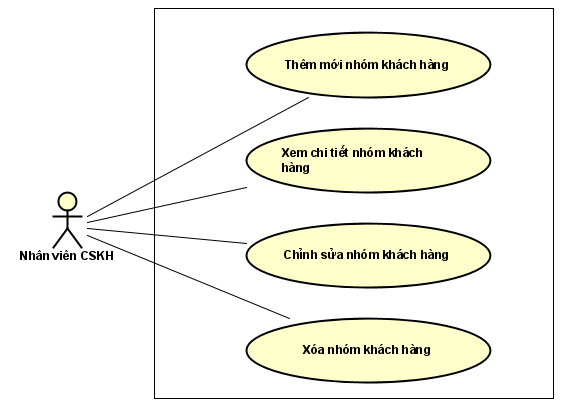 Thêm mới nhóm khách hàng
Xem chi tiết nhóm khách
hàng
Nhân viên CSKH
Chỉnh sửa nhóm khách hàng
Xóa nhóm khách hàng